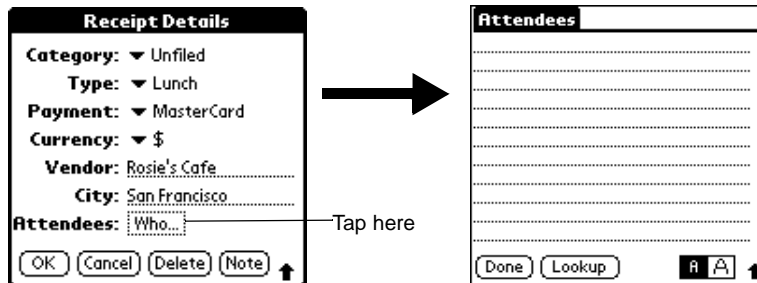 Receipt Details
Category: Unfiled
Type: Lunch
Payment: MasterCard
Currency: $
Vendor: Rosie's Cafe
City: San Francisco
Attendees: Who...
OK Cancel Delete Note
Tap here
Attendees
Done Lookup A A